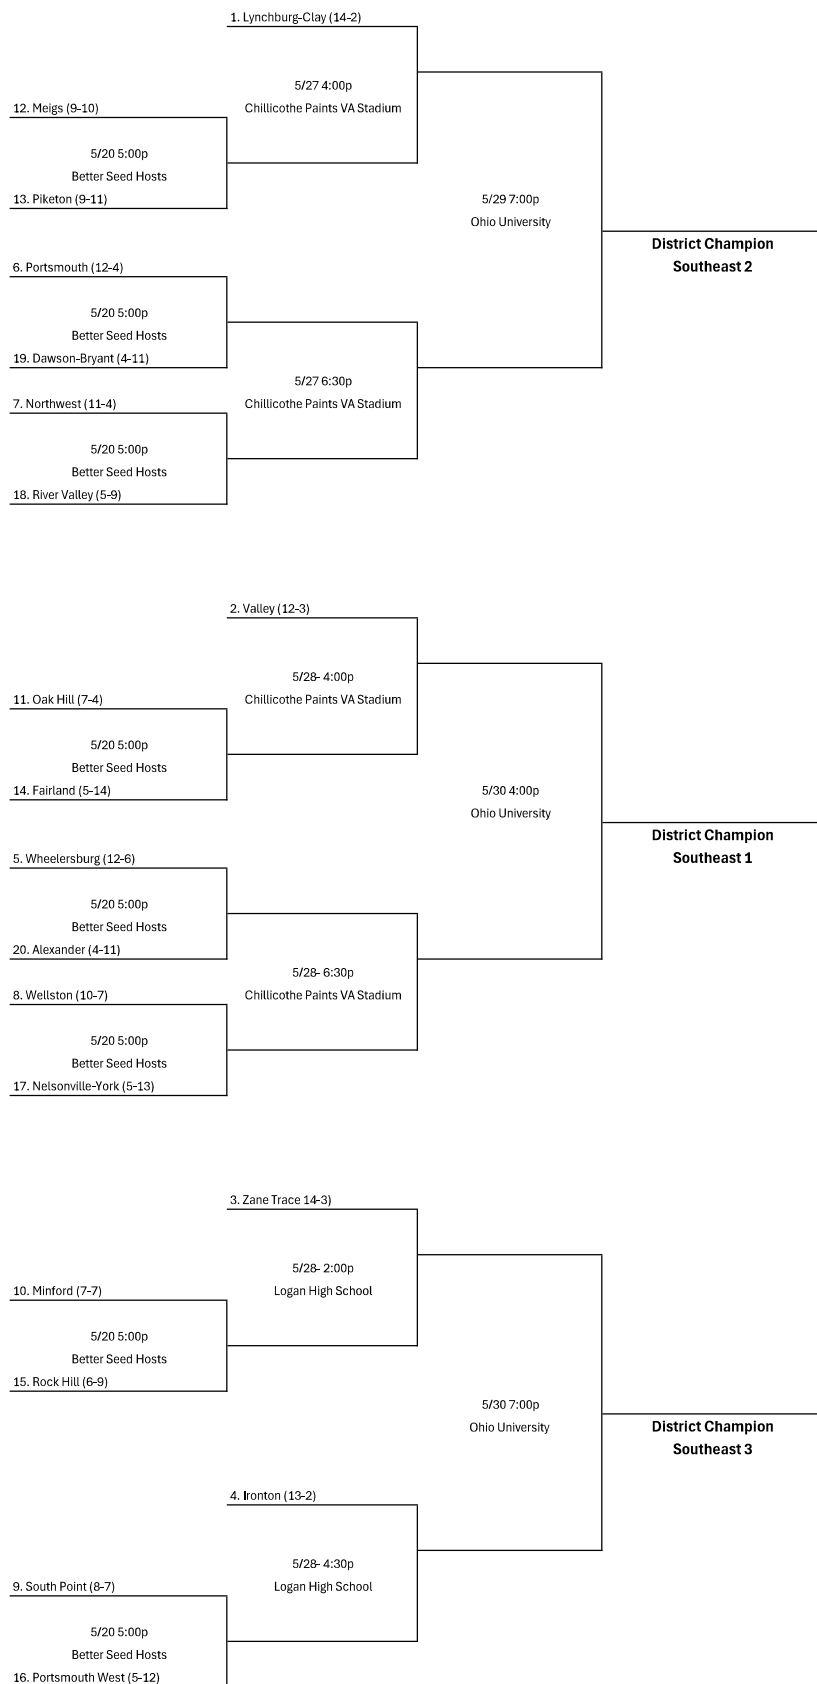 1. Lynchburg-Clay (14-2)
5/27 4:00p
Chillicothe Paints VA Stadium
12. Meigs (9-10)
5/20 5:00p
Better Seed Hosts
13. Piketon (9-11)
5/29 7:00p
Ohio University
District Champion
Southeast 2
6. Portsmouth (12-4)
5/20 5:00p
Better Seed Hosts
19. Dawson-Bryant (4-11)
5/27 6:30p
Chillicothe Paints VA Stadium
7. Northwest (11-4)
5/20 5:00p
Better Seed Hosts
18. River Valley (5-9)
2. Valley (12-3)
5/28- 4:00p
Chillicothe Paints VA Stadium
11. Oak Hill (7-4)
5/20 5:00p
Better Seed Hosts
14. Fairland (5-14)
5/30 4:00p
Ohio University
District Champion
Southeast 1
5. Wheelersburg (12-6)
5/20 5:00p
Better Seed Hosts
20. Alexander (4-11)
5/28- 6:30p
Chillicothe Paints VA Stadium
8. Wellston (10-7)
5/20 5:00p
Better Seed Hosts
17. Nelsonville-York (5-13)
3. Zane Trace 14-3)
5/28- 2:00p
Logan High School
10. Minford (7-7)
5/20 5:00p
Better Seed Hosts
15. Rock Hill (6-9)
5/30 7:00p
Ohio University
District Champion
Southeast 3
4. Ironton (13-2)
5/28- 4:30p
Logan High School
9. South Point (8-7)
5/20 5:00p
Better Seed Hosts
16. Portsmouth West (5-12)